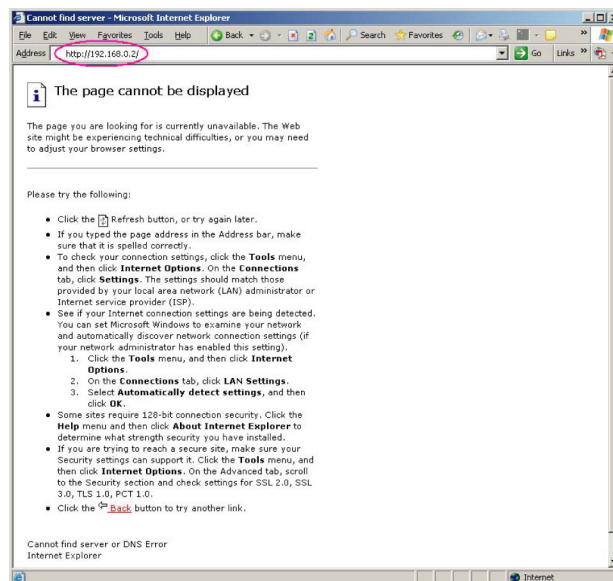 Cannot find server - Microsoft Internet Explorer
File Edit View Favorites Tools Help Back Search Favorites
Address http://192.168.0.2/ Go Links
The page cannot be displayed
The page you are looking for is currently unavailable. The Web
site might be experiencing technical difficulties, or you may need
to adjust your browser settings.
Please try the following:
Click the Refresh button, or try again later.
If you typed the page address in the Address bar, make
sure that it is spelled correctly.
To check your connection settings, click the Tools menu,
and then click Internet Options. On the Connections
tab, click Settings. The settings should match those
provided by your local area network (LAN) administrator or
Internet service provider (ISP).
See if your Internet connection settings are being detected.
You can set Microsoft Windows to examine your network
and automatically discover network connection settings (if
your network administrator has enabled this setting).
1. Click the Tools menu, and then click Internet
Options.
2. On the Connections tab, click LAN Settings.
3. Select Automatically detect settings, and then
click OK.
Some sites require 128-bit connection security. Click the
Help menu and then click About Internet Explorer to
determine what strength security you have installed.
If you are trying to reach a secure site, make sure your
Security settings can support it. Click the Tools menu, and
then click Internet Options. On the Advanced tab, scroll
to the Security section and check settings for SSL 2.0, SSL
3.0, TLS 1.0, PCT 1.0.
Click the Back button to try another link.
Cannot find server or DNS Error
Internet Explorer
Internet